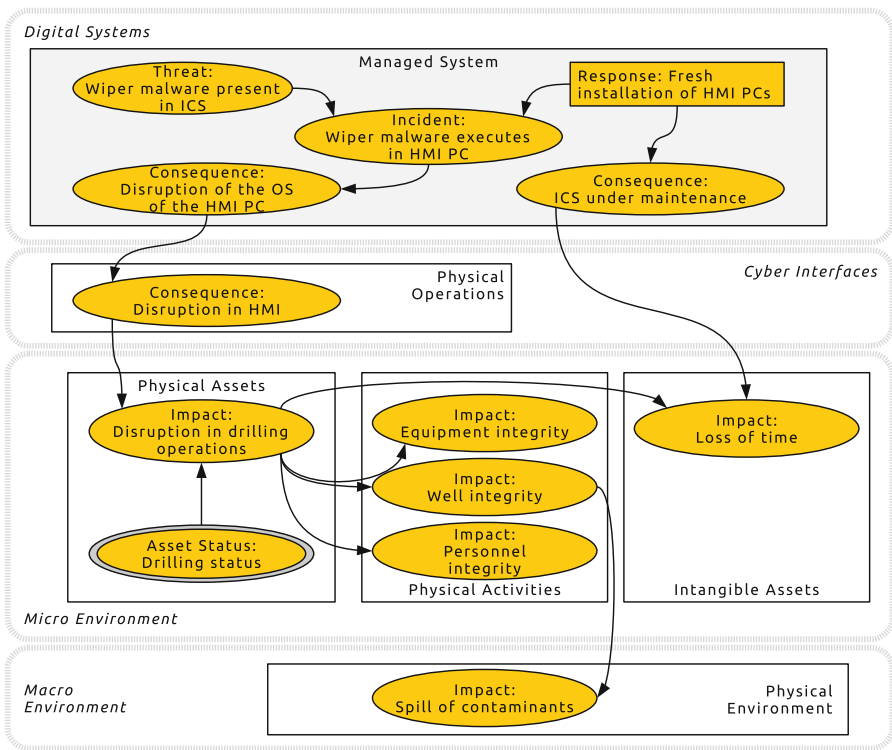 Digital Systems
Managed System
Threat:
Wiper malware present
in ICS
Response: Fresh
installation of HMI PCs
Incident:
Wiper malware executes
in HMI PC
Consequence:
Disruption of the OS
of the HMI PC
Consequence:
ICS under maintenance
Cyber Interfaces
Physical
Operations
Consequence:
Disruption in HMI
Physical Assets
Impact:
Disruption in drilling
operations
Asset Status:
Drilling status
Impact:
Equipment integrity
Impact:
Well integrity
Impact:
Personnel
integrity
Physical Activities
Impact:
Loss of time
Intangible Assets
Micro Environment
Macro
Environment
Impact:
Spill of contaminants
Physical
Environment